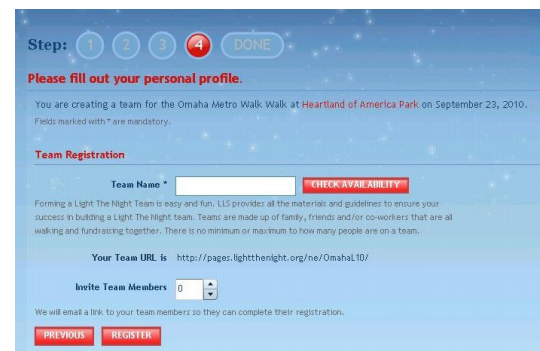 Step: 1 2 3 4 DONE
Please fill out your personal profile.
You are creating a team for the Omaha Metro Walk Walk at Heartland of America Park on September 23, 2010.
Fields marked with * are mandatory.
Team Registration
Team Name * CHECK AVAILABILITY
Forming a Light The Night Team is easy and fun. LLS provides all the materials and guidelines to ensure your
success in building a Light The Night team. Teams are made up of family, friends and/or co-workers that are all
walking and fundraising together. There is no minimum or maximum to how many people are on a team.
Your Team URL is http://pages.lightthenight.org/ne/OmahaL10/
Invite Team Members 0
We will email a link to your team members so they can complete their registration.
PREVIOUS REGISTER